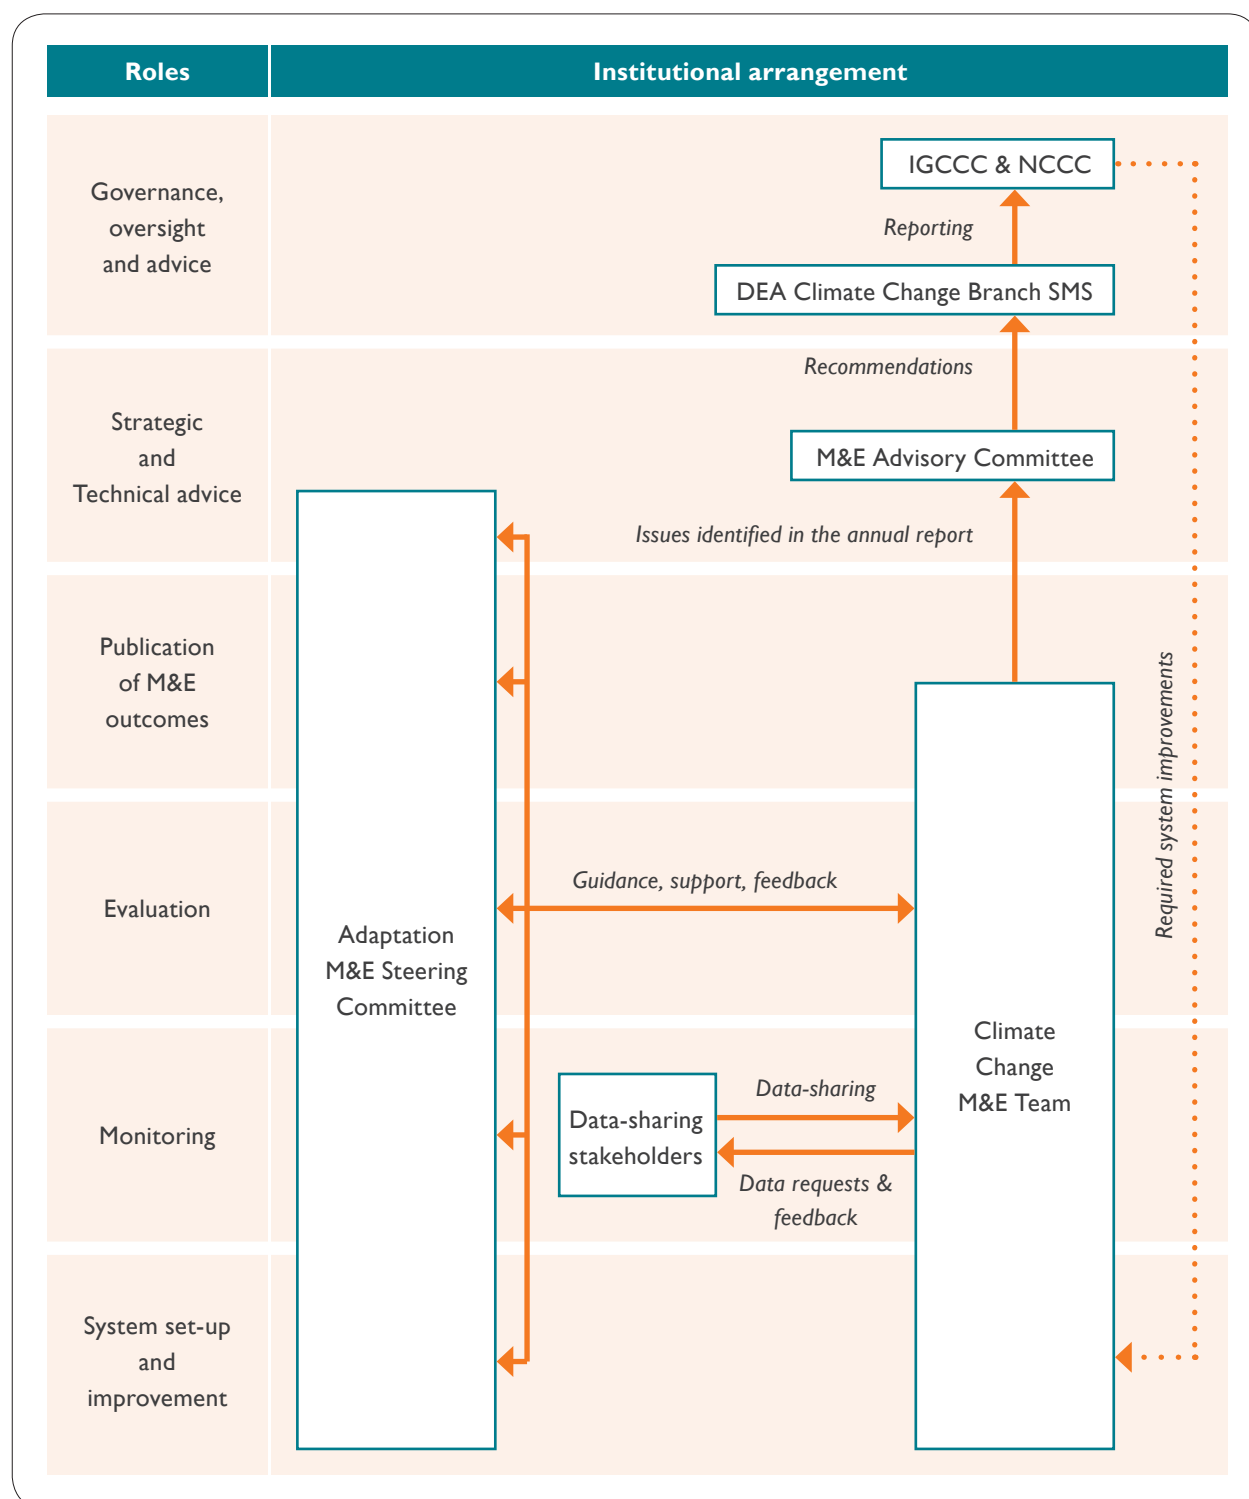 Roles
Institutional arrangement
Governance,
oversight
and advice
IGCCC & NCCC
Reporting
DEA Climate Change Branch SMS
Recommendations
Strategic
and
Technical advice
M&E Advisory Committee
Issues identified in the annual report
Publication
of M&E
outcomes
Required system improvements
Evaluation
Guidance, support, feedback
Adaptation
M&E Steering
Committee
Climate
Change
M&E Team
Monitoring
Data-sharing
stakeholders
Data-sharing
Data requests &
feedback
System set-up
and
improvement